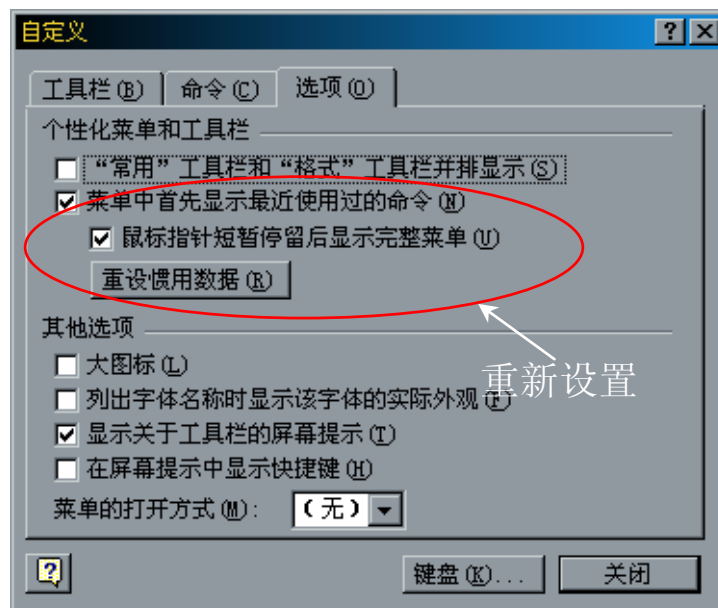 自定义
工具栏(B) 命令(C) 选项(O)
个性化菜单和工具栏
“常用”工具栏和“格式”工具栏并排显示(S)
菜单中首先显示最近使用过的命令(N)
鼠标指针短暂停留后显示完整菜单(U)
重设惯用数据(R)
其他选项
大图标(L)
列出字体名称时显示该字体的实际外观(F)
重新设置
显示关于工具栏的屏幕提示(T)
在屏幕提示中显示快捷键(H)
菜单的打开方式(M): (无)
键盘(K)... 关闭